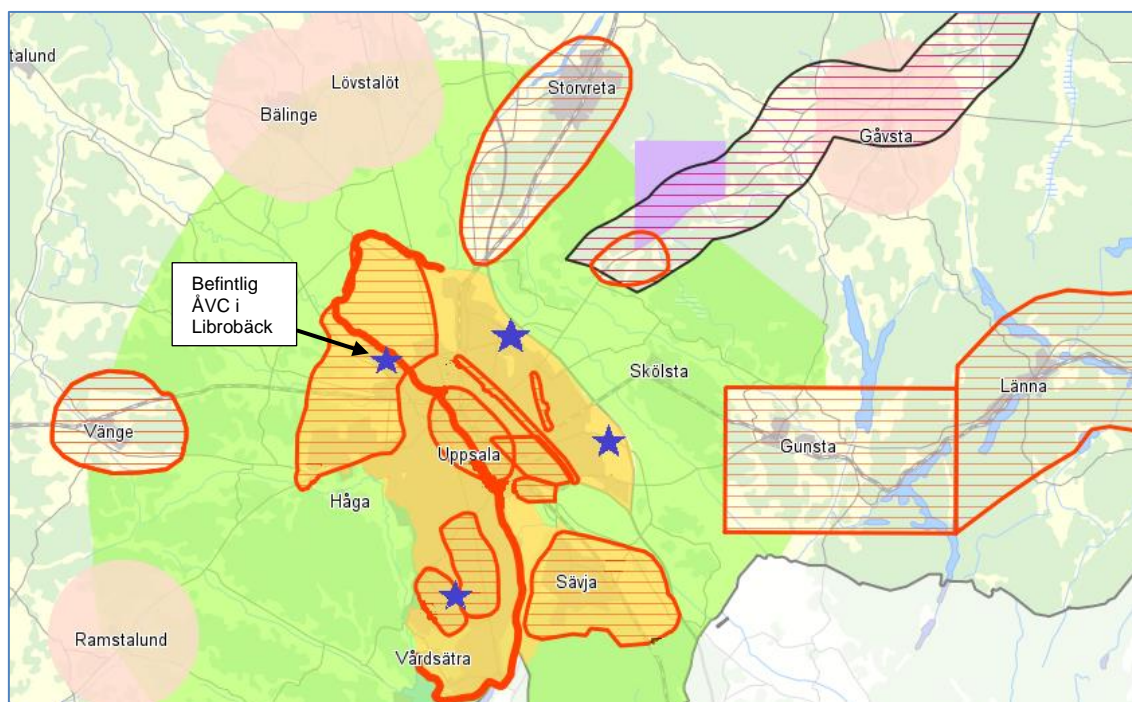 talund
Lövstalöt
Bälinge
Storvreta
Gåvsta
Befintlig
ÅVC i
Librobäck
Skölsta
Länna
Vänge
Uppsala
Gunsta
Håga
Sävja
Ramstalund
Vårdsätra